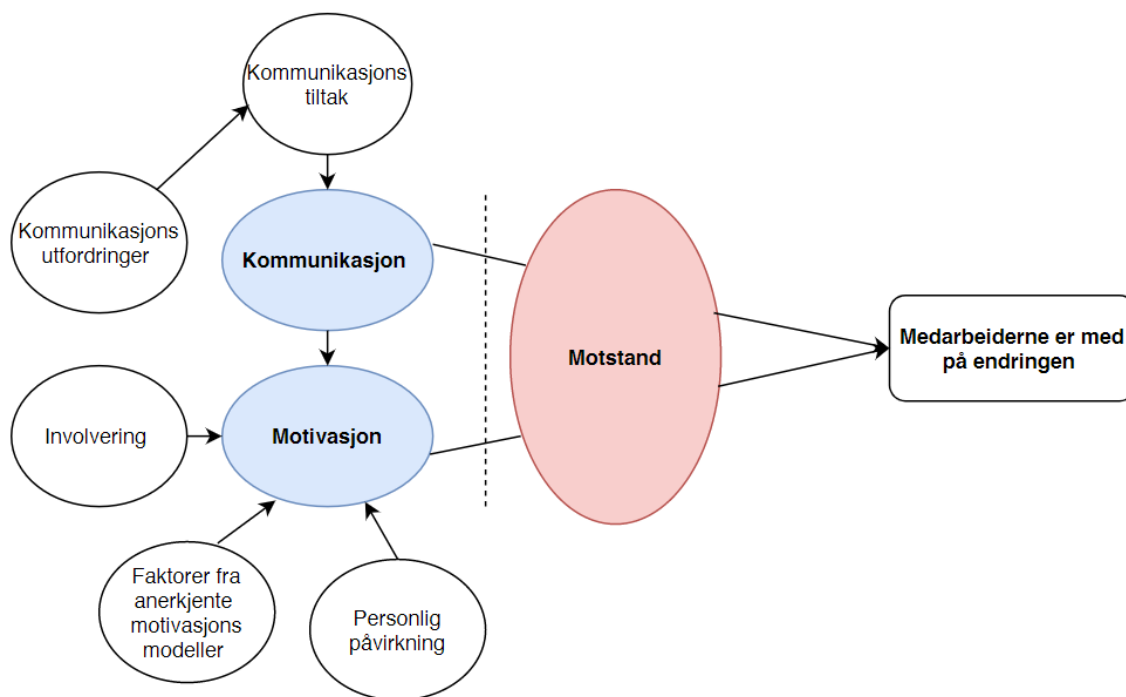 Kommunikasjons
tiltak
Kommunikasjons
utfordringer
Kommunikasjon
Motstand
Medarbeiderne er med
på endringen
Involvering
Motivasjon
Faktorer fra
anerkjente
motivasjons
modeller
Personlig
påvirkning